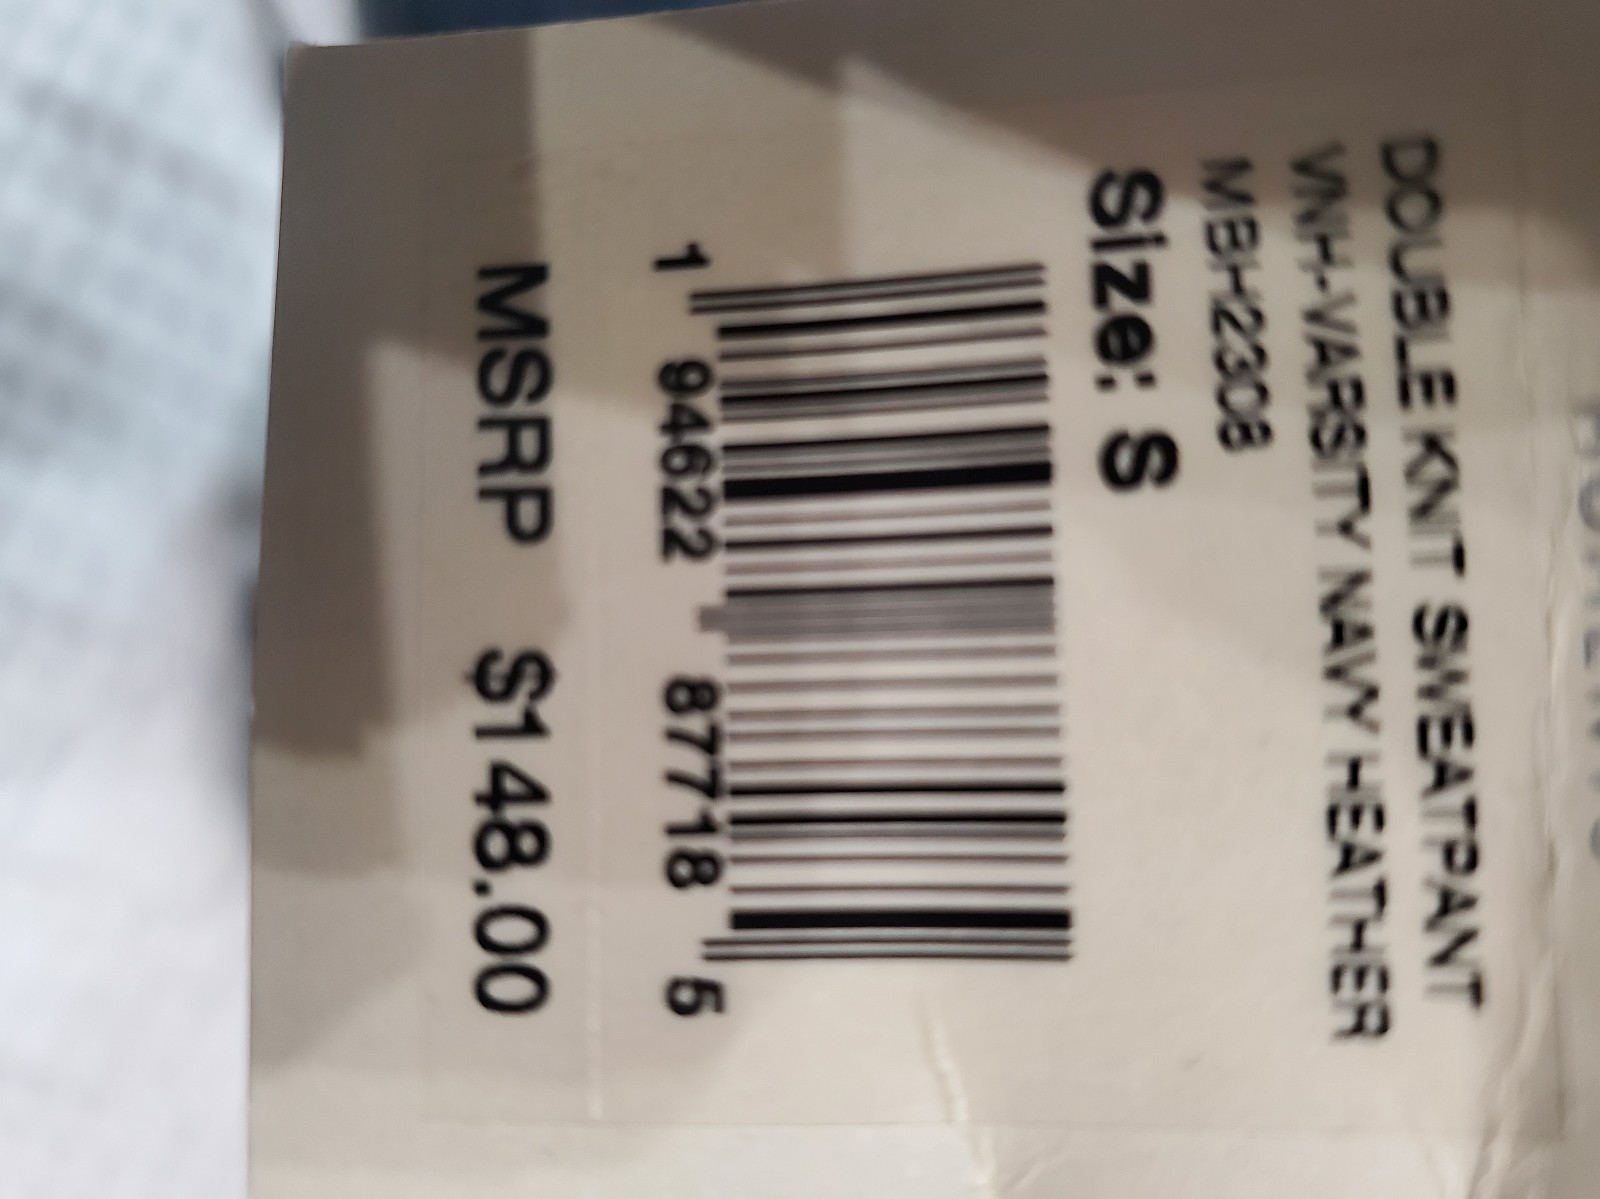 DOUBLE KNIT SWEATPANT
VNH-VARSITY NAVY HEATHER
MBH2308
Size: S
1 94622 87718 5
MSRP $148.00